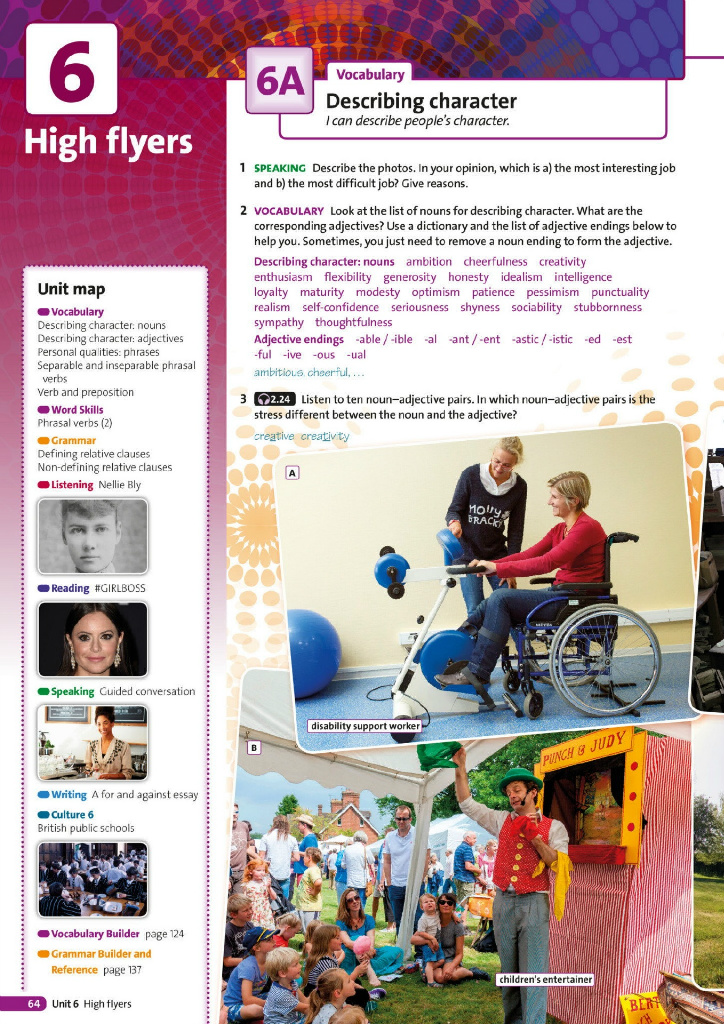 6
High flyers
6A
Vocabulary
Describing character
I can describe people's character.
1 SPEAKING Describe the photos. In your opinion, which is a) the most interesting job
and b) the most difficult job? Give reasons.
2 VOCABULARY Look at the list of nouns for describing character. What are the
corresponding adjectives? Use a dictionary and the list of adjective endings below to
help you. Sometimes, you just need to remove a noun ending to form the adjective.
Describing character: nouns ambition cheerfulness creativity
enthusiasm flexibility generosity honesty idealism intelligence
loyalty maturity modesty optimism patience pessimism punctuality
realism self-confidence seriousness shyness sociability stubbornness
sympathy thoughtfulness
Adjective endings -able / -ible -al -ant / -ent -astic / -istic -ed -est
-ful -ive -ous -ual
ambitious, cheerful, …
3 2.24 Listen to ten noun–adjective pairs. In which noun–adjective pairs is the
stress different between the noun and the adjective?
creative creativity
Unit map
Vocabulary
Describing character: nouns
Describing character: adjectives
Personal qualities: phrases
Separable and inseparable phrasal
verbs
Verb and preposition
Word Skills
Phrasal verbs (2)
Grammar
Defining relative clauses
Non-defining relative clauses
Listening Nellie Bly
Reading #GIRLBOSS
Speaking Guided conversation
Writing A for and against essay
Culture 6
British public schools
Vocabulary Builder page 124
Grammar Builder and
Reference page 137
A
MOLLY
BRACKEN
disability support worker
B
PUNCH & JUDY
children's entertainer
64 Unit 6 High flyers